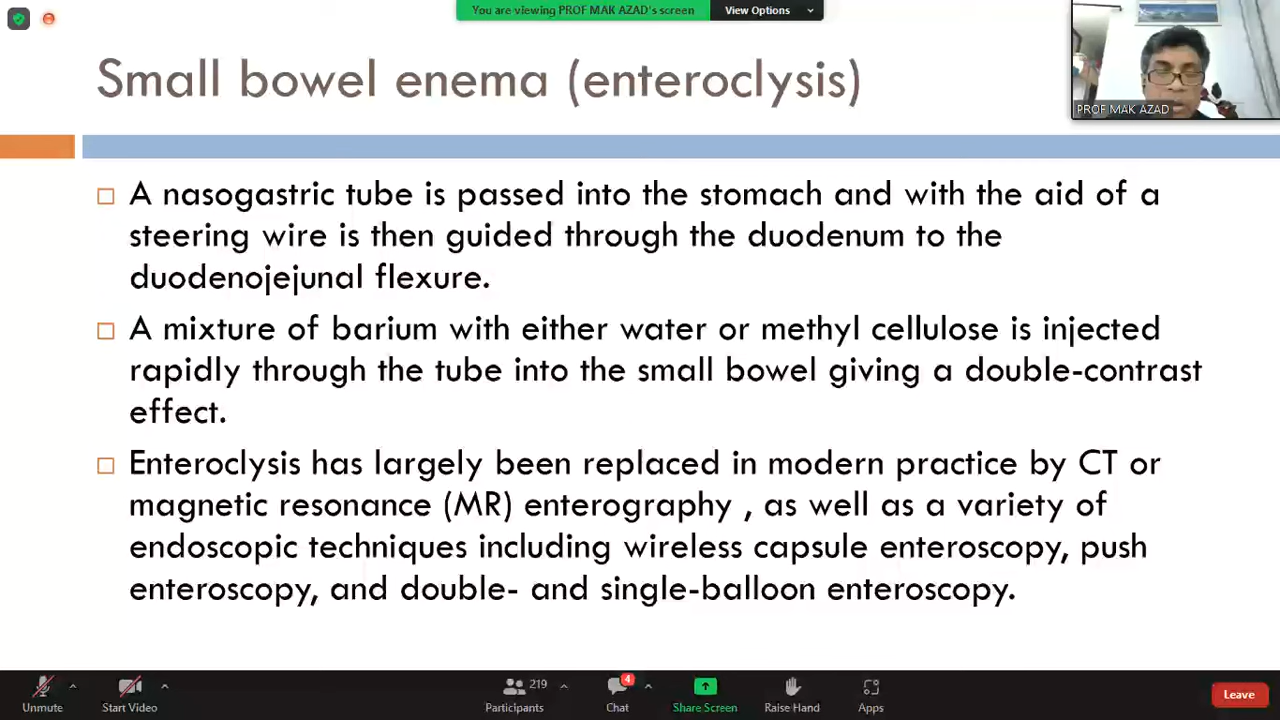 You are viewing PROF MAK AZAD's screen
View Options
Small bowel enema (enteroclysis)
PROF MAK AZAD
A nasogastric tube is passed into the stomach and with the aid of a
steering wire is then guided through the duodenum to the
duodenojejunal flexure.
A mixture of barium with either water or methyl cellulose is injected
rapidly through the tube into the small bowel giving a double-contrast
effect.
Enteroclysis has largely been replaced in modern practice by CT or
magnetic resonance (MR) enterography , as well as a variety of
endoscopic techniques including wireless capsule enteroscopy, push
enteroscopy, and double- and single-balloon enteroscopy.
219
4
Unmute
Start Video
Participants
Chat
Share Screen
Raise Hand
Apps
Leave